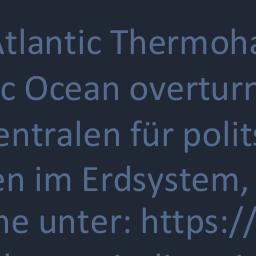 Atlantic Thermoha
c Ocean overturn
entralen für polits
en im Erdsystem,
ne unter: https://